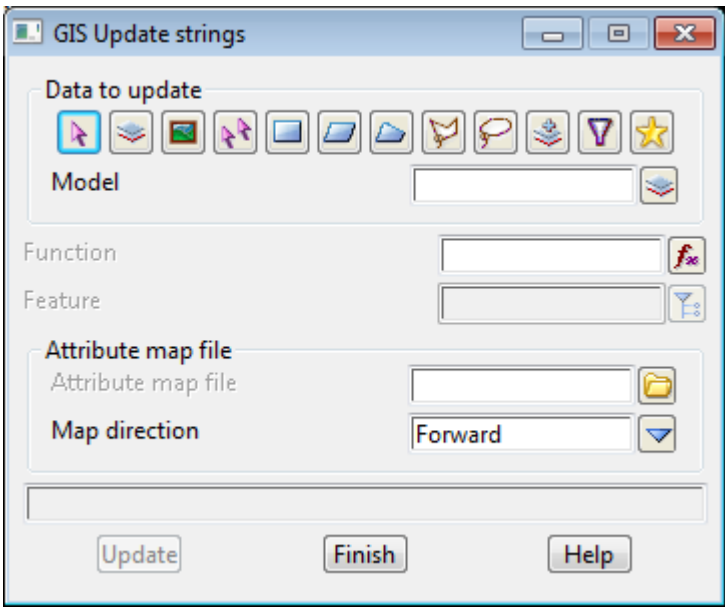 GIS Update strings
Data to update
Model
Function
Feature
Attribute map file
Attribute map file
Map direction Forward
Update Finish Help